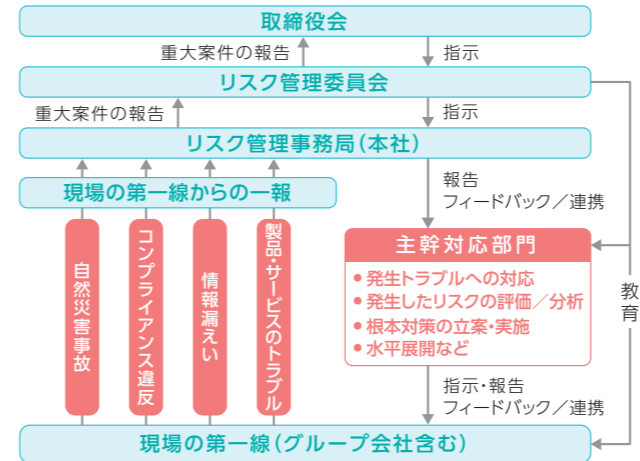 取締役会
重大案件の報告
指示
リスク管理委員会
重大案件の報告
指示
リスク管理事務局(本社)
現場の第一線からの一報
報告
フィードバック/連携
自然災害事故
コンプライアンス違反
情報漏えい
製品・サービスのトラブル
主幹対応部門
•発生トラブルへの対応
•発生したリスクの評価/分析
•根本対策の立案・実施
•水平展開など
教育
指示・報告
フィードバック/連携
現場の第一線(グループ会社含む)